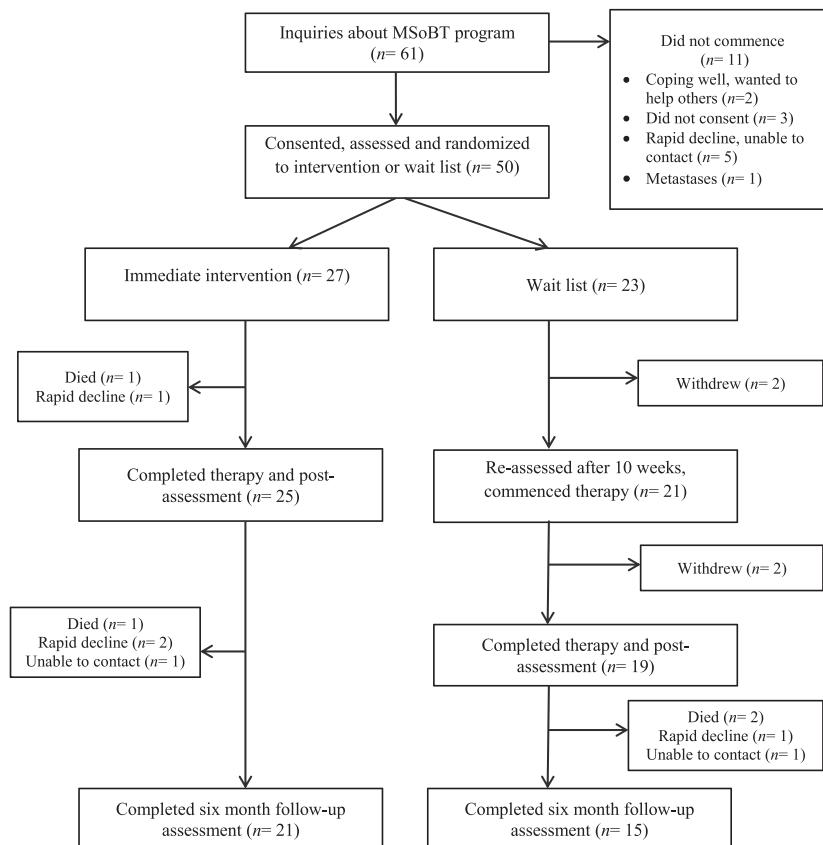 Inquiries about MSoBT program
(n= 61)
Did not commence
(n= 11)
• Coping well, wanted to
help others (n=2)
• Did not consent (n= 3)
• Rapid decline, unable to
contact (n= 5)
• Metastases (n= 1)
Consented, assessed and randomized
to intervention or wait list (n= 50)
Immediate intervention (n= 27)
Wait list (n= 23)
Died (n= 1)
Rapid decline (n= 1)
Withdrew (n= 2)
Completed therapy and post-
assessment (n= 25)
Re-assessed after 10 weeks,
commenced therapy (n= 21)
Withdrew (n= 2)
Died (n= 1)
Rapid decline (n= 2)
Unable to contact (n= 1)
Completed therapy and post-
assessment (n= 19)
Died (n= 2)
Rapid decline (n= 1)
Unable to contact (n= 1)
Completed six month follow-up
assessment (n= 21)
Completed six month follow-up
assessment (n= 15)